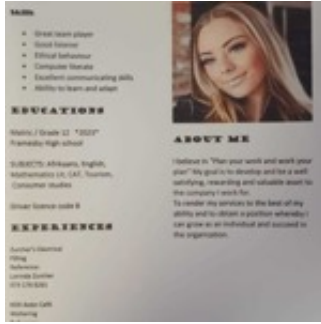 Skills
Great team player
Good listener
Ethical behaviour
Computer literate
Excellent communicating skills
Ability to learn and adapt
EDUCATIONS
Matric / Grade 12 "2023"
Framesby High school
SUBJECTS: Afrikaans, English,
Mathematics Lit, CAT, Tourism,
Consumer studies
Driver licence code B
EXPERIENCES
Filing
Reference:
ABOUT ME
I believe in "Plan your work and work your
plan" My goal is to develop and be a well
satisfying, rewarding and valuable asset to
the company I work for.
To render my services to the best of my
ability and to obtain a position whereby I
can grow as an individual and succeed in
the organization.